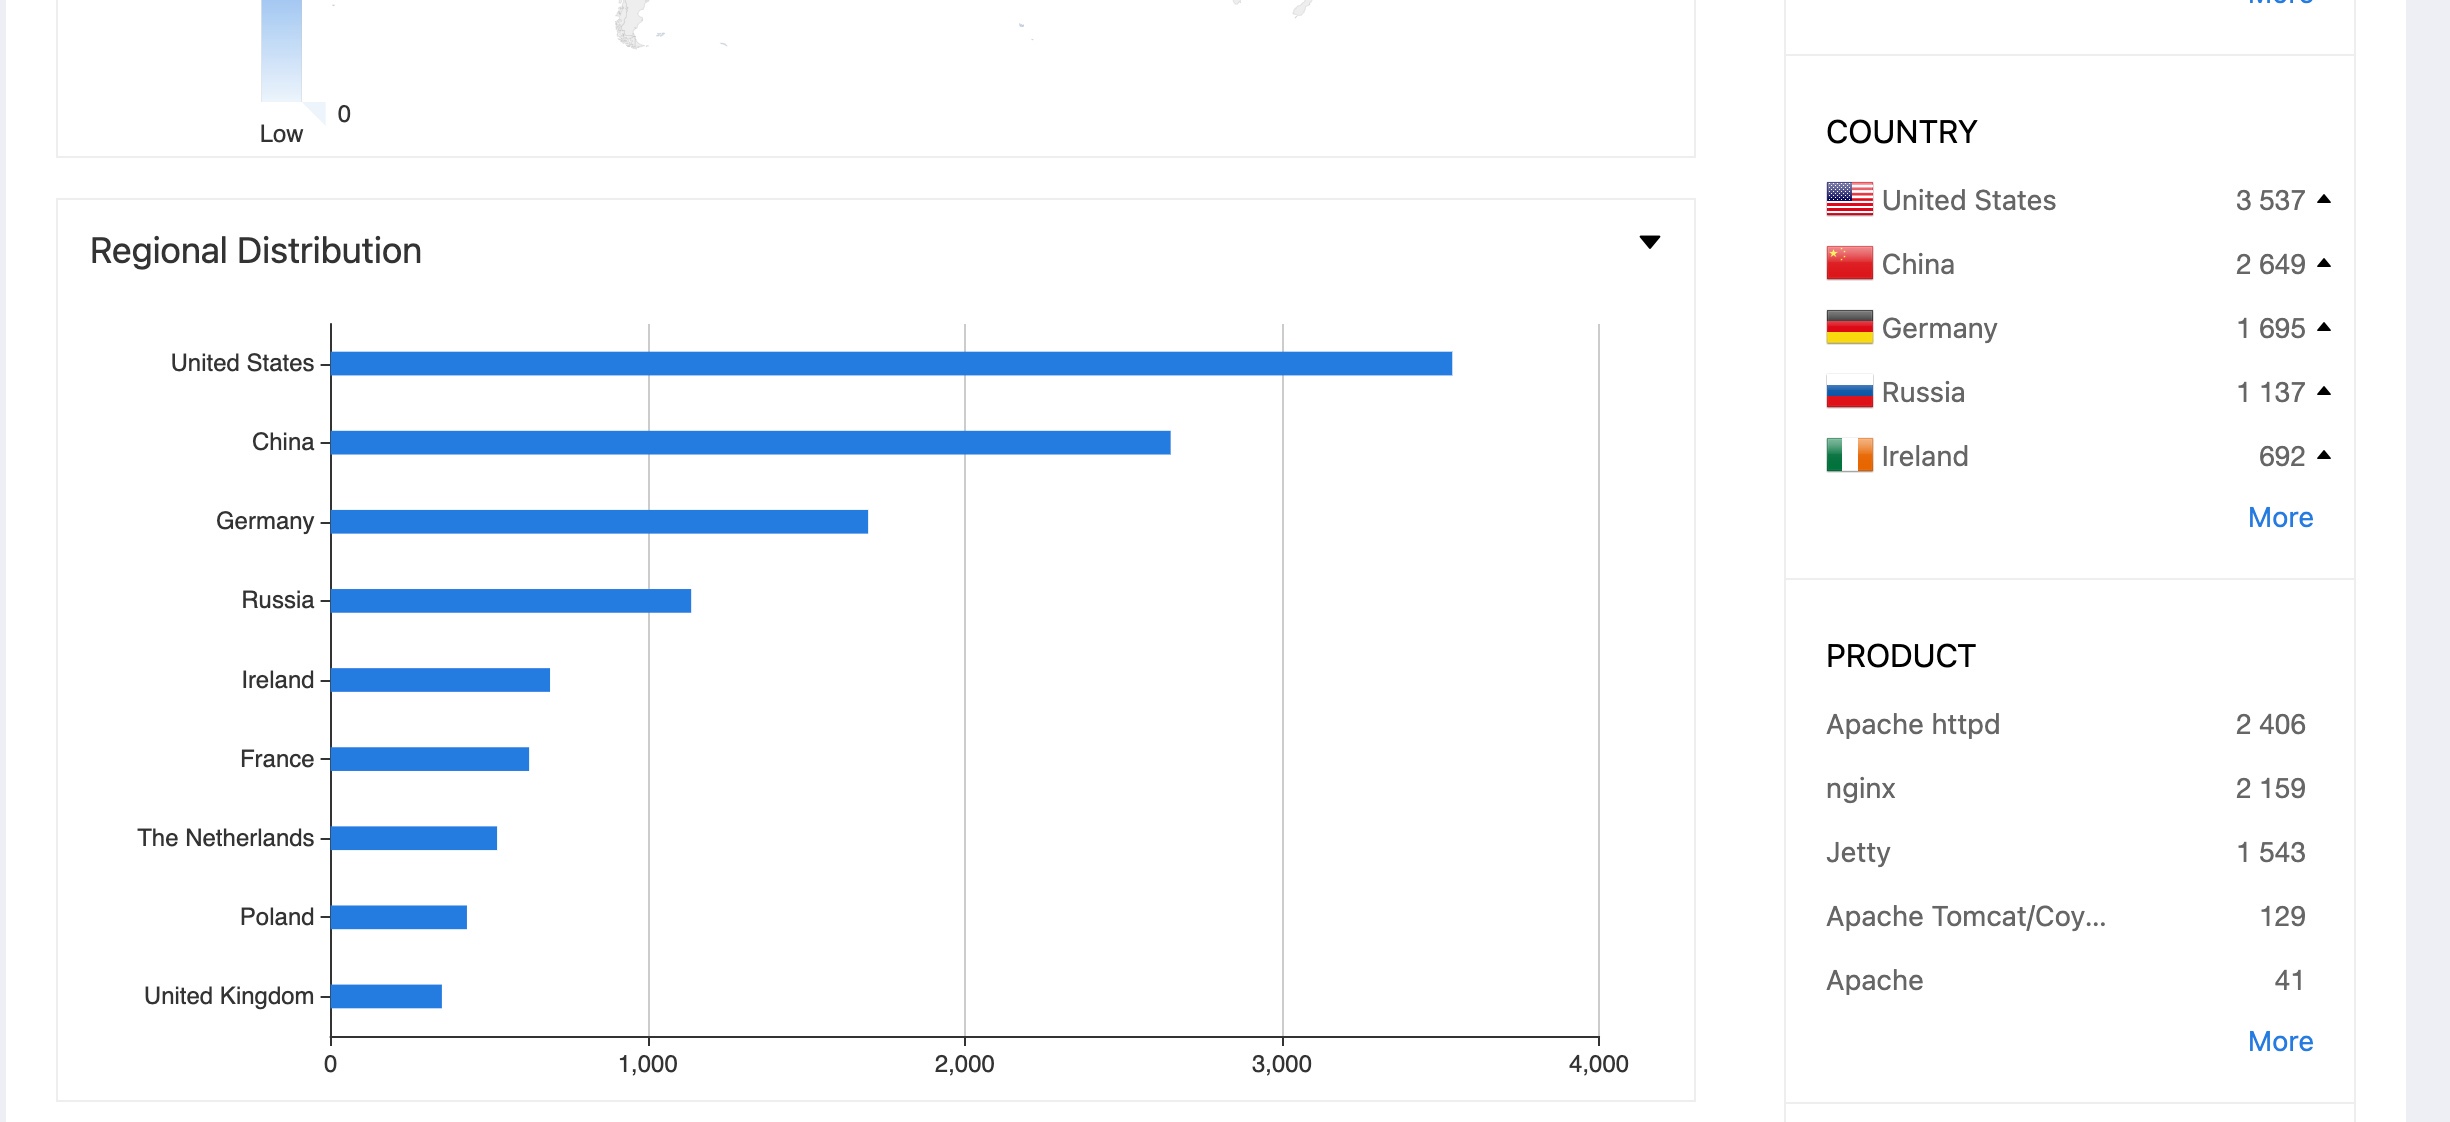 0
Low
Regional Distribution
United States
China
Germany
Russia
Ireland
France
The Netherlands
Poland
United Kingdom
0 1,000 2,000 3,000 4,000
More
COUNTRY
United States 3 537
China 2 649
Germany 1 695
Russia 1 137
Ireland 692
More
PRODUCT
Apache httpd 2 406
nginx 2 159
Jetty 1 543
Apache Tomcat/Coy... 129
Apache 41
More